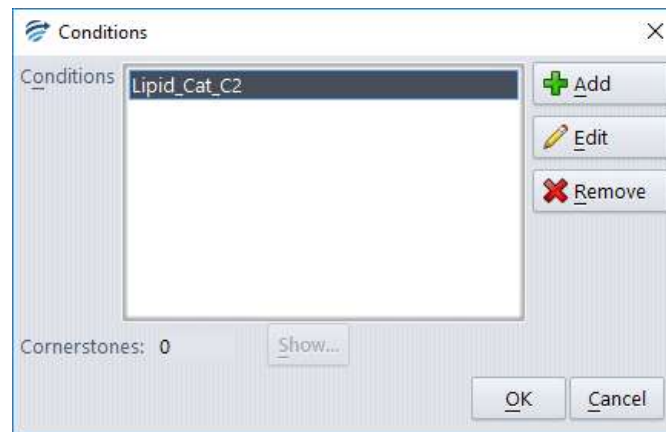 Conditions
Conditions
Lipid_Cat_C2
Add
Edit
Remove
Cornerstones: 0
Show...
OK
Cancel